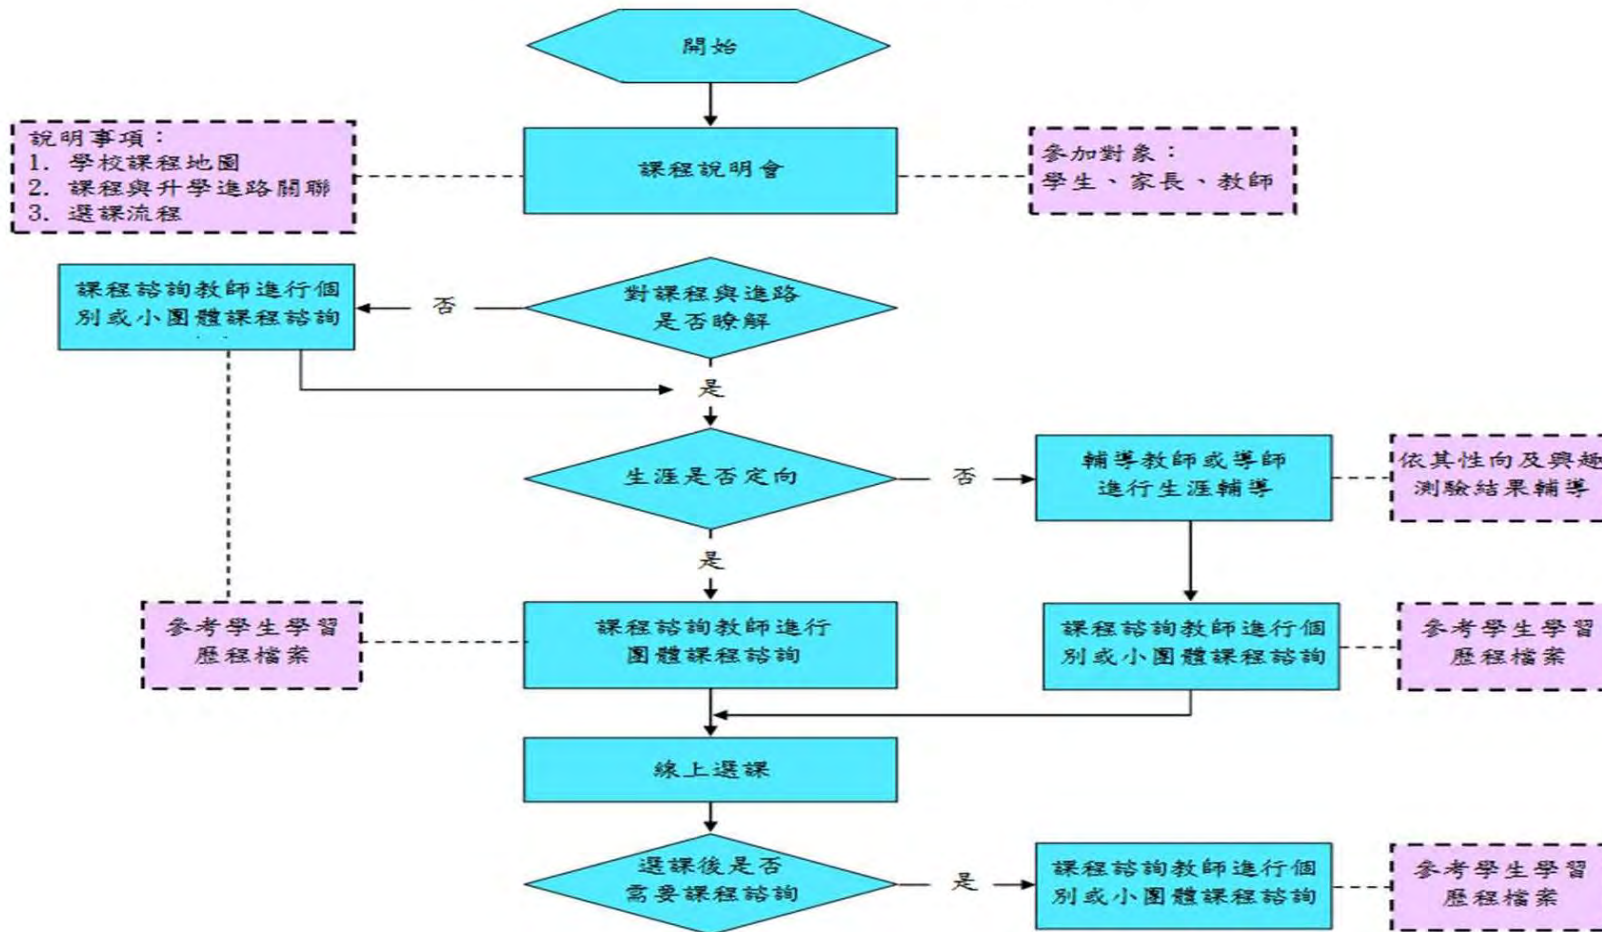 開始
說明事項：
1. 學校課程地圖
2. 課程與升學進路關聯
3. 選課流程
課程說明會
參加對象：
學生、家長、教師
課程諮詢教師進行個
別或小團體課程諮詢
否
對課程與進路
是否瞭解
是
生涯是否定向
否
輔導教師或導師
進行生涯輔導
依其性向及興趣
測驗結果輔導
是
參考學生學習
歷程檔案
課程諮詢教師進行
團體課程諮詢
課程諮詢教師進行個
別或小團體課程諮詢
參考學生學習
歷程檔案
線上選課
選課後是否
需要課程諮詢
是
課程諮詢教師進行個
別或小團體課程諮詢
參考學生學習
歷程檔案